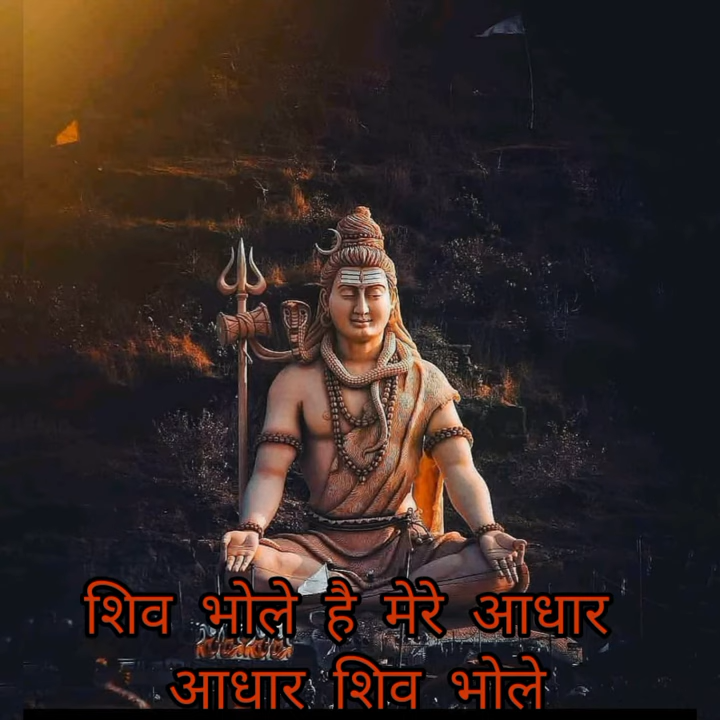 शिव भोले है मेरे आधार
आधार शिव भोले